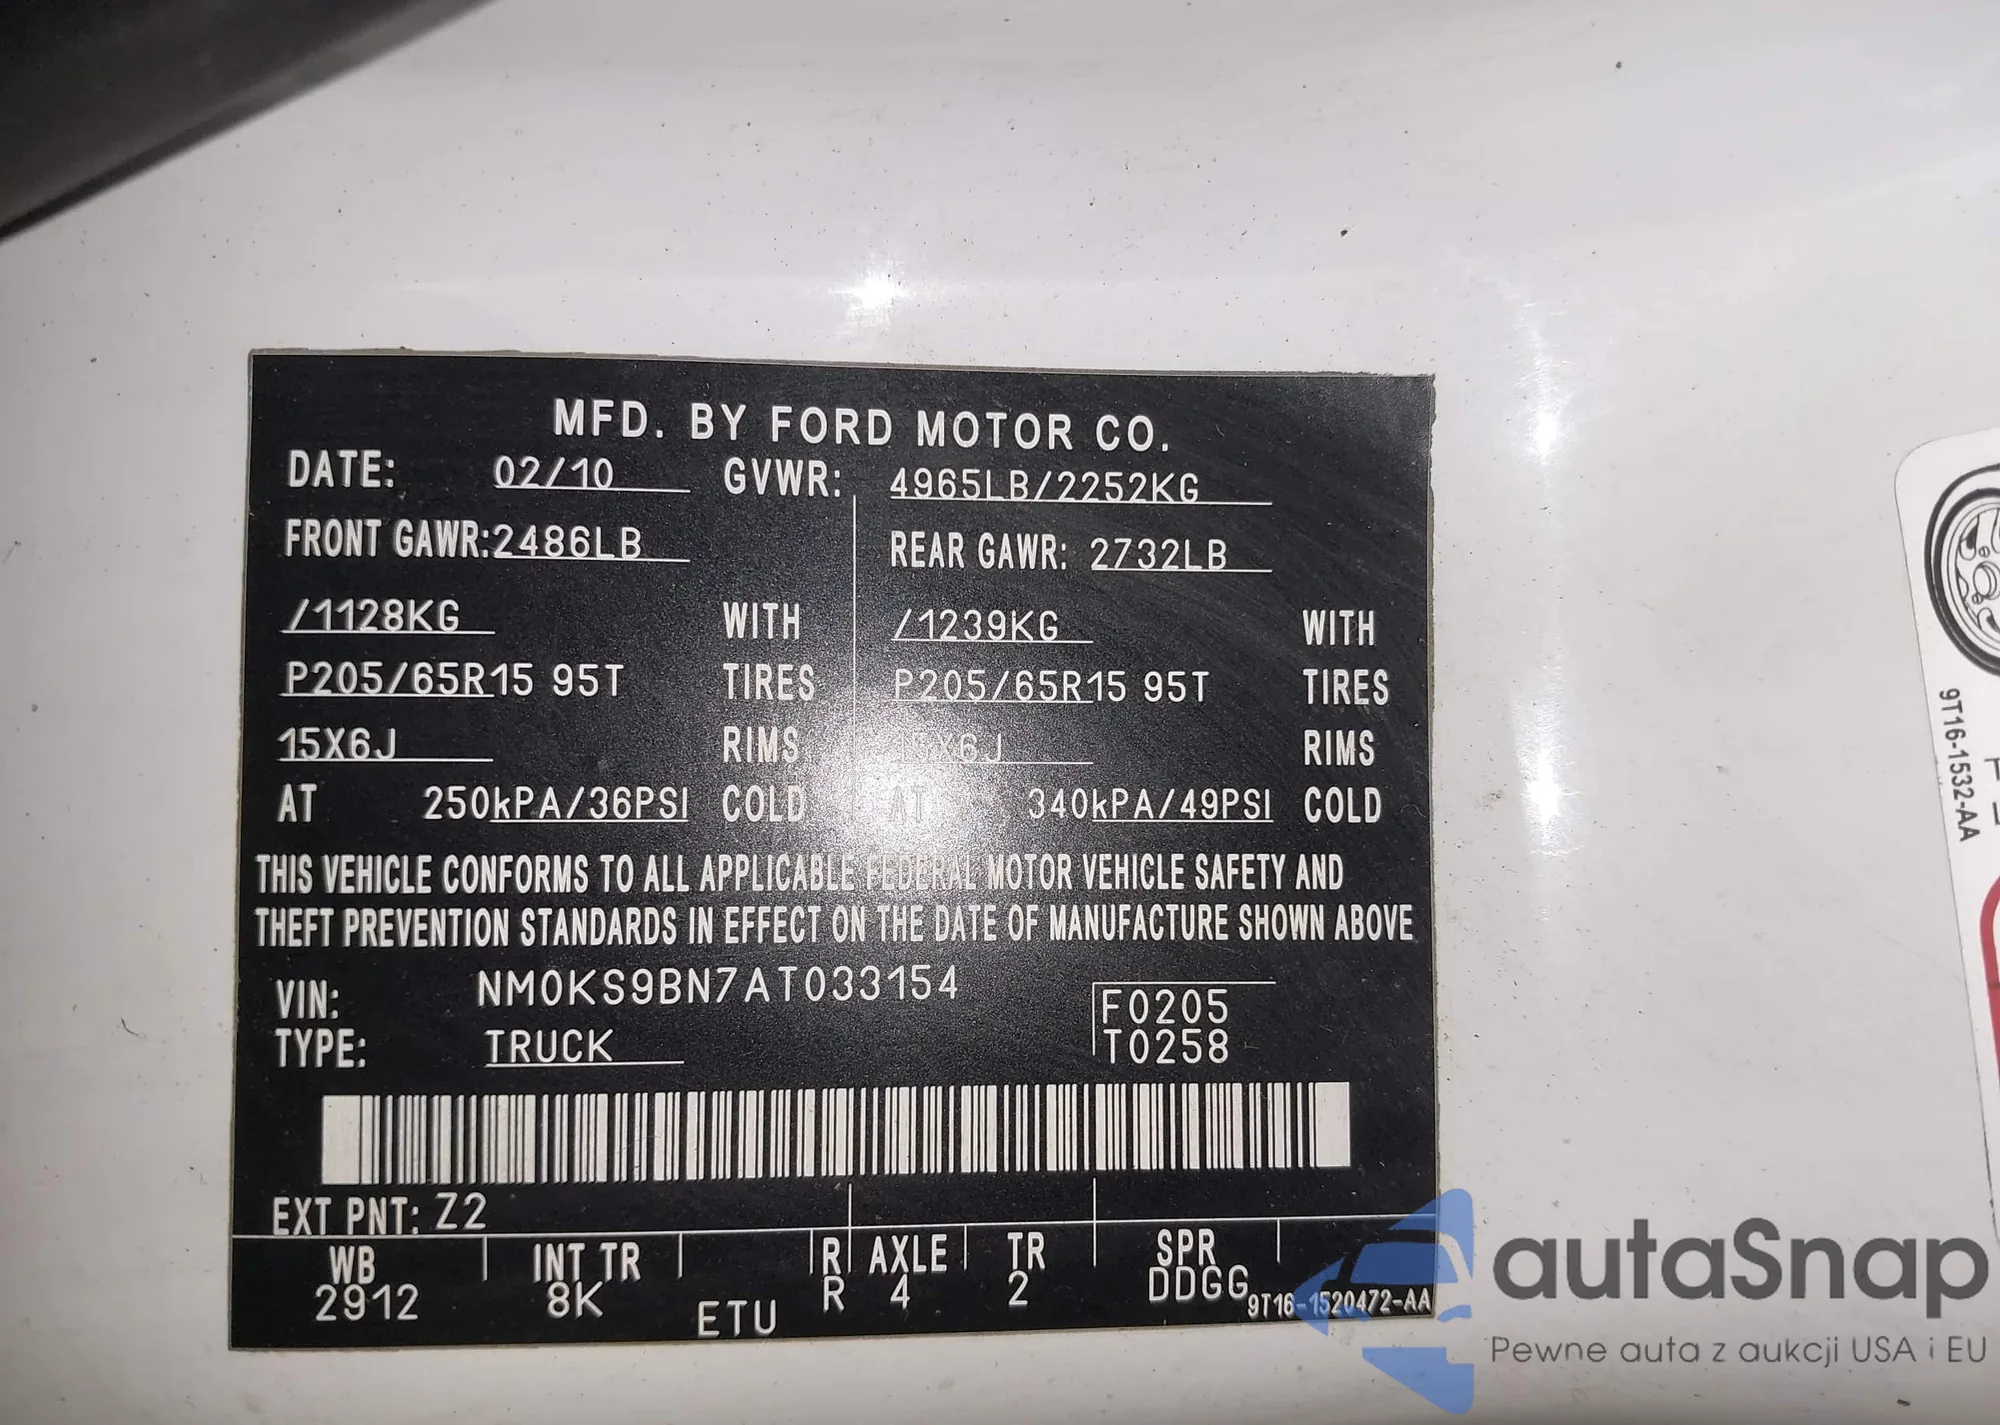 MFD. BY FORD MOTOR CO.
DATE: 02/10 GVWR: 4965LB/2252KG
FRONT GAWR:2486LB REAR GAWR: 2732LB
/1128KG WITH /1239KG WITH
P205/65R15 95T TIRES P205/65R15 95T TIRES
15X6J RIMS 15X6J RIMS
AT 250kPA/36PSI COLD AT 340kPA/49PSI COLD
THIS VEHICLE CONFORMS TO ALL APPLICABLE FEDERAL MOTOR VEHICLE SAFETY AND
THEFT PREVENTION STANDARDS IN EFFECT ON THE DATE OF MANUFACTURE SHOWN ABOVE
VIN: NM0KS9BN7AT033154
F0205
TYPE: TRUCK T0258
EXT PNT: Z2
WB INT TR R AXLE TR SPR
2912 8K ETU R 4 2 DDGG
9T16-1520472-AA
9T16-1532-AA
autaSnap
Pewne auta z aukcji USA i EU